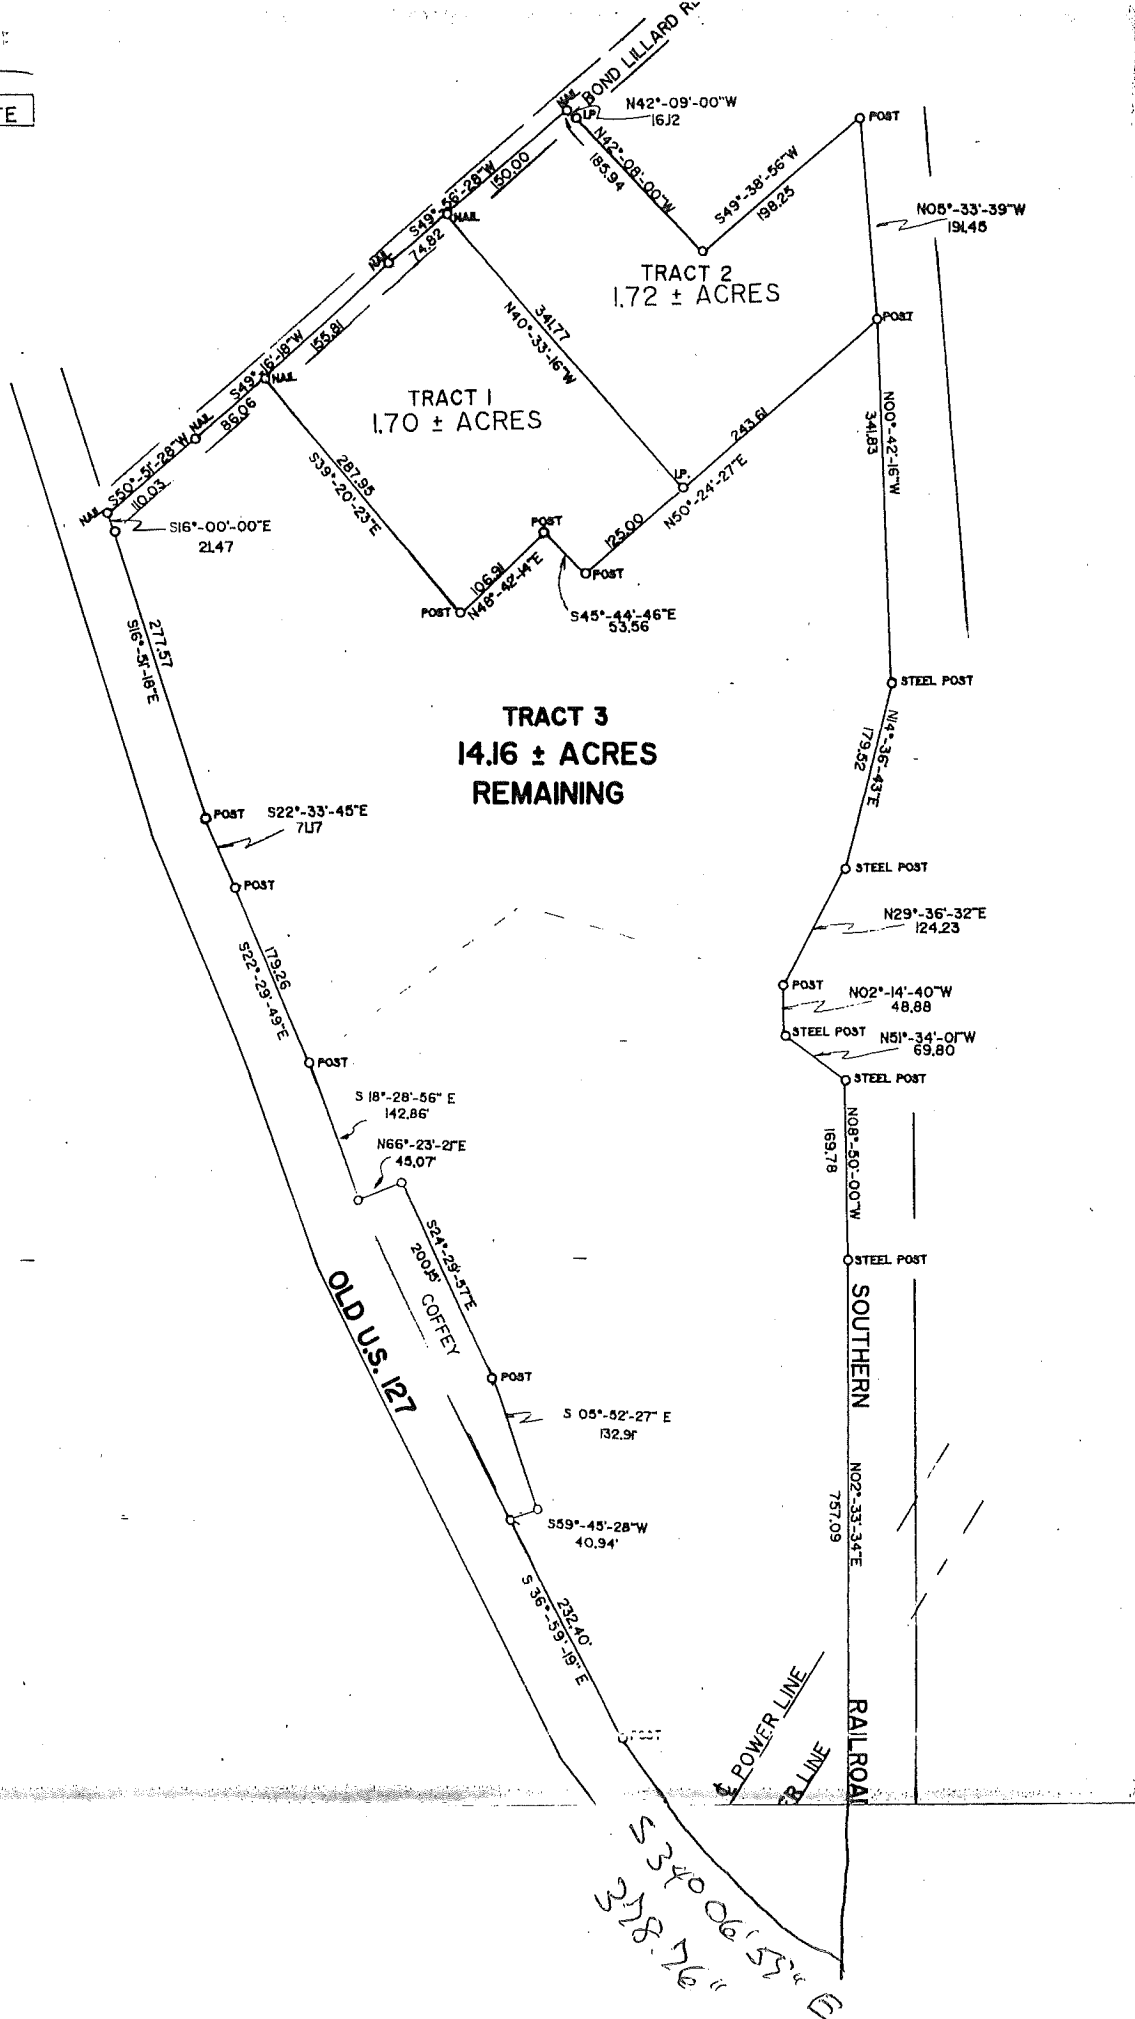 TE
BOND LILLARD
NAIL
I.P.
N42°-09'-00"W
16.12
N42°-08'-00"W
185.94
S49°-38'-56"W
198.25
POST
N05°-33'-39"W
191.45
S49°-56'-28"W
150.00
74.82
NAIL
NAIL
TRACT 2
1.72 ± ACRES
POST
341.77
N40°-33'-16"W
S49°-16'-18"W
155.81
86.06
NAIL
NAIL
TRACT 1
1.70 ± ACRES
N00°-42'-16"W
341.83
243.61
N50°-24'-27"E
125.00
I.P.
S50°-51'-28"W
110.03
NAIL
S16°-00'-00"E
21.47
287.95
S39°-20'-23"E
POST
POST
106.91
N48°-42'-14"E
POST
S45°-44'-46"E
53.56
277.57
S16°-51'-18"E
STEEL POST
TRACT 3
14.16 ± ACRES
REMAINING
N14°-36'-43"E
179.52
POST
S22°-33'-45"E
71.17
POST
STEEL POST
N29°-36'-32"E
124.23
179.26
S22°-29'-49"E
POST
N02°-14'-40"W
48.88
STEEL POST
N51°-34'-01"W
69.80
POST
STEEL POST
S 18°-28'-56" E
142.86'
N66°-23'-21"E
45.07'
N08°-50'-00"W
169.78
S24°-29'-57"E
200.15'
COFFEY
STEEL POST
OLD U.S. 127
SOUTHERN
POST
S 05°-52'-27" E
132.91'
N02°-33'-34"E
757.09
S59°-45'-28"W
40.94'
232.40'
S 36°-59'-19" E
POST
℄ POWER LINE
ER LINE
RAILROAD
S 34° 06' 55" E
378.76"